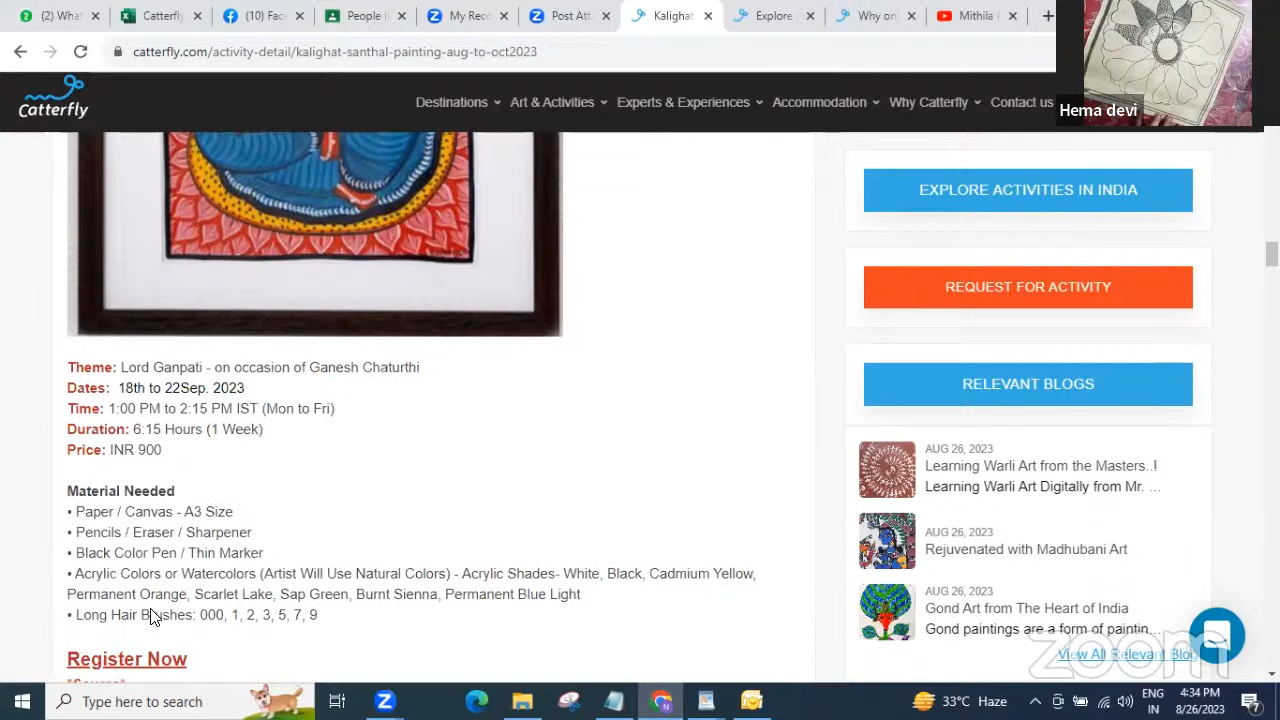 (2) What
Catterfly
(10) Fac
People i
My Reco
Post Att
Kaligha
Explore
Why on
Mithila
catterfly.com/activity-detail/kalighat-santhal-painting-aug-to-oct2023
Catterfly
Destinations
Art & Activities
Experts & Experiences
Accommodation
Why Catterfly
Contact us
Hema devi
EXPLORE ACTIVITIES IN INDIA
REQUEST FOR ACTIVITY
RELEVANT BLOGS
Theme: Lord Ganpati - on occasion of Ganesh Chaturthi
Dates: 18th to 22Sep. 2023
Time: 1:00 PM to 2:15 PM IST (Mon to Fri)
Duration: 6:15 Hours (1 Week)
Price: INR 900
Material Needed
• Paper / Canvas - A3 Size
• Pencils / Eraser / Sharpener
• Black Color Pen / Thin Marker
• Acrylic Colors or Watercolors (Artist Will Use Natural Colors) - Acrylic Shades- White, Black, Cadmium Yellow,
Permanent Orange, Scarlet Lake, Sap Green, Burnt Sienna, Permanent Blue Light
• Long Hair Brushes: 000, 1, 2, 3, 5, 7, 9
Register Now
AUG 26, 2023
Learning Warli Art from the Masters..!
Learning Warli Art Digitally from Mr. ...
AUG 26, 2023
Rejuvenated with Madhubani Art
AUG 26, 2023
Gond Art from The Heart of India
Gond paintings are a form of paintin...
View All Relevant Blog
zoom
Type here to search
33°C Haze
ENG
IN
4:34 PM
8/26/2023
7